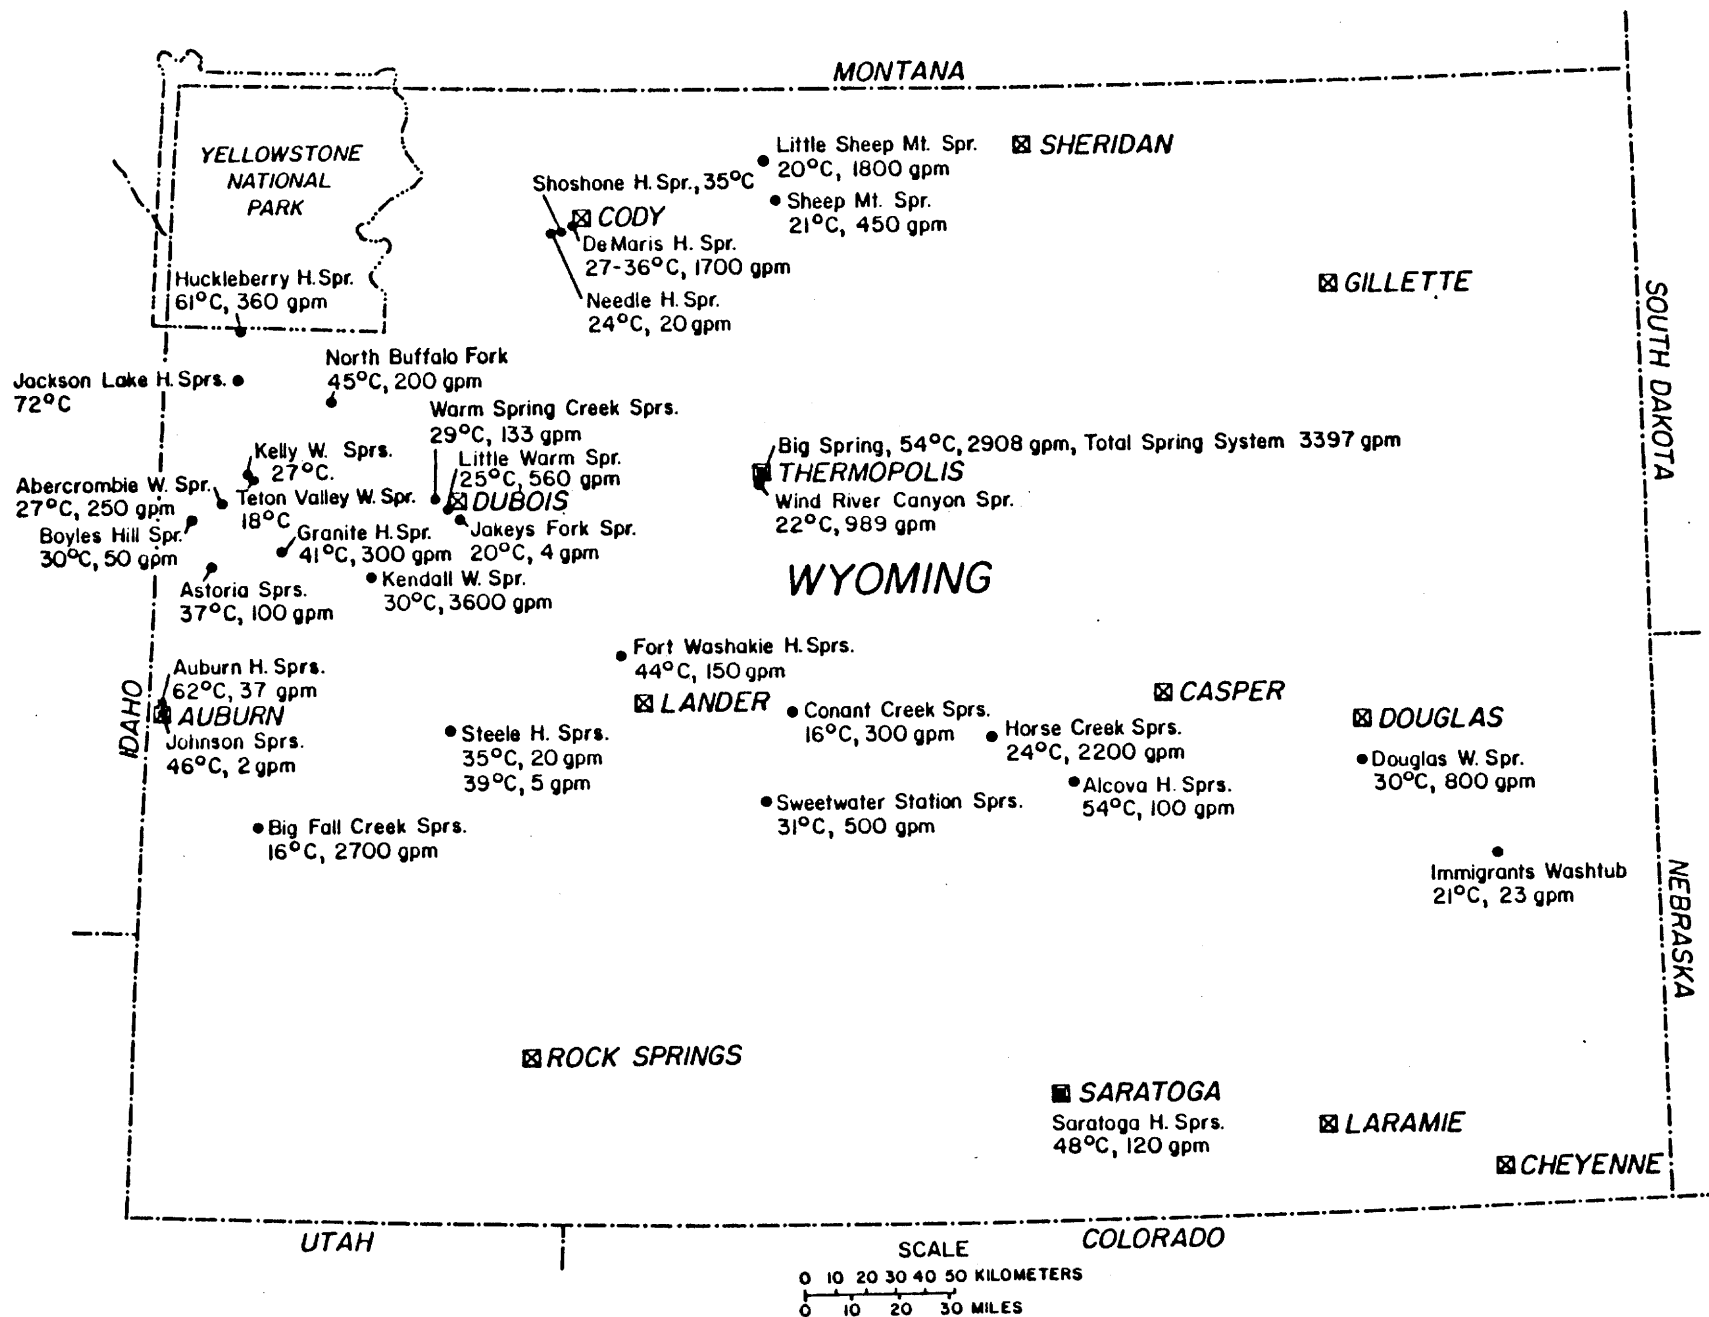 MONTANA
YELLOWSTONE
NATIONAL
PARK
Little Sheep Mt. Spr.
20°C, 1800 gpm
SHERIDAN
Shoshone H. Spr., 35°C
Sheep Mt. Spr.
21°C, 450 gpm
CODY
DeMaris H. Spr.
27-36°C, 1700 gpm
Needle H. Spr.
24°C, 20 gpm
Huckleberry H. Spr.
61°C, 360 gpm
GILLETTE
SOUTH DAKOTA
North Buffalo Fork
45°C, 200 gpm
Jackson Lake H. Sprs.
72°C
Warm Spring Creek Sprs.
29°C, 133 gpm
Little Warm Spr.
25°C, 560 gpm
DUBOIS
Jakeys Fork Spr.
20°C, 4 gpm
Kelly W. Sprs.
27°C.
Teton Valley W. Spr.
18°C
Abercrombie W. Spr.
27°C, 250 gpm
Boyles Hill Spr.
30°C, 50 gpm
Granite H. Spr.
41°C, 300 gpm
Astoria Sprs.
37°C, 100 gpm
Kendall W. Spr.
30°C, 3600 gpm
Big Spring, 54°C, 2908 gpm, Total Spring System 3397 gpm
THERMOPOLIS
Wind River Canyon Spr.
22°C, 989 gpm
WYOMING
Fort Washakie H. Sprs.
44°C, 150 gpm
LANDER
IDAHO
Auburn H. Sprs.
62°C, 37 gpm
AUBURN
Johnson Sprs.
46°C, 2 gpm
Steele H. Sprs.
35°C, 20 gpm
39°C, 5 gpm
Conant Creek Sprs.
16°C, 300 gpm
Horse Creek Sprs.
24°C, 2200 gpm
CASPER
DOUGLAS
Douglas W. Spr.
30°C, 800 gpm
Alcova H. Sprs.
54°C, 100 gpm
Sweetwater Station Sprs.
31°C, 500 gpm
Big Fall Creek Sprs.
16°C, 2700 gpm
Immigrants Washtub
21°C, 23 gpm
NEBRASKA
ROCK SPRINGS
SARATOGA
Saratoga H. Sprs.
48°C, 120 gpm
LARAMIE
CHEYENNE
UTAH
COLORADO
SCALE
0 10 20 30 40 50 KILOMETERS
0 10 20 30 MILES